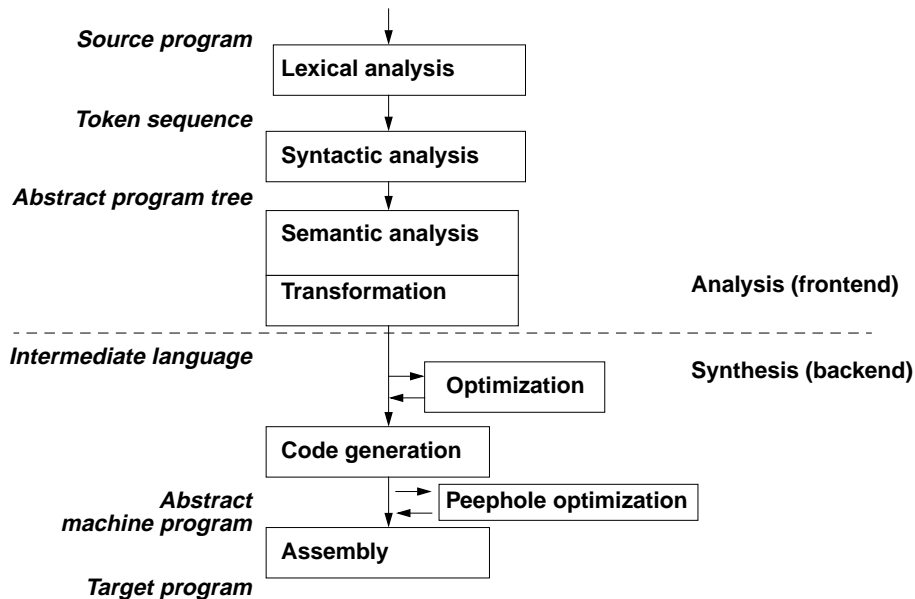 Source program
Lexical analysis
Token sequence
Syntactic analysis
Abstract program tree
Semantic analysis
Transformation
Analysis (frontend)
Intermediate language
Synthesis (backend)
Optimization
Code generation
Abstract
machine program
Peephole optimization
Assembly
Target program